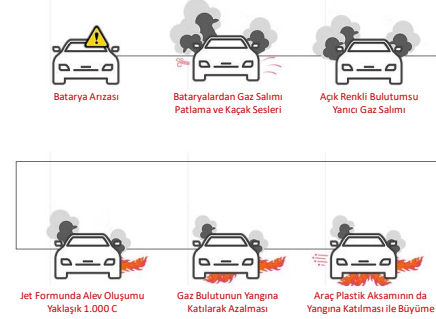 Batarya Arızası
Bataryalardan Gaz Salımı
Patlama ve Kaçak Sesleri
Açık Renkli Bulutumsu
Yanıcı Gaz Salımı
Jet Formunda Alev Oluşumu
Yaklaşık 1.000 C
Gaz Bulutunun Yangına
Katılarak Azalması
Araç Plastik Aksamının da
Yangına Katılması ile Büyüme